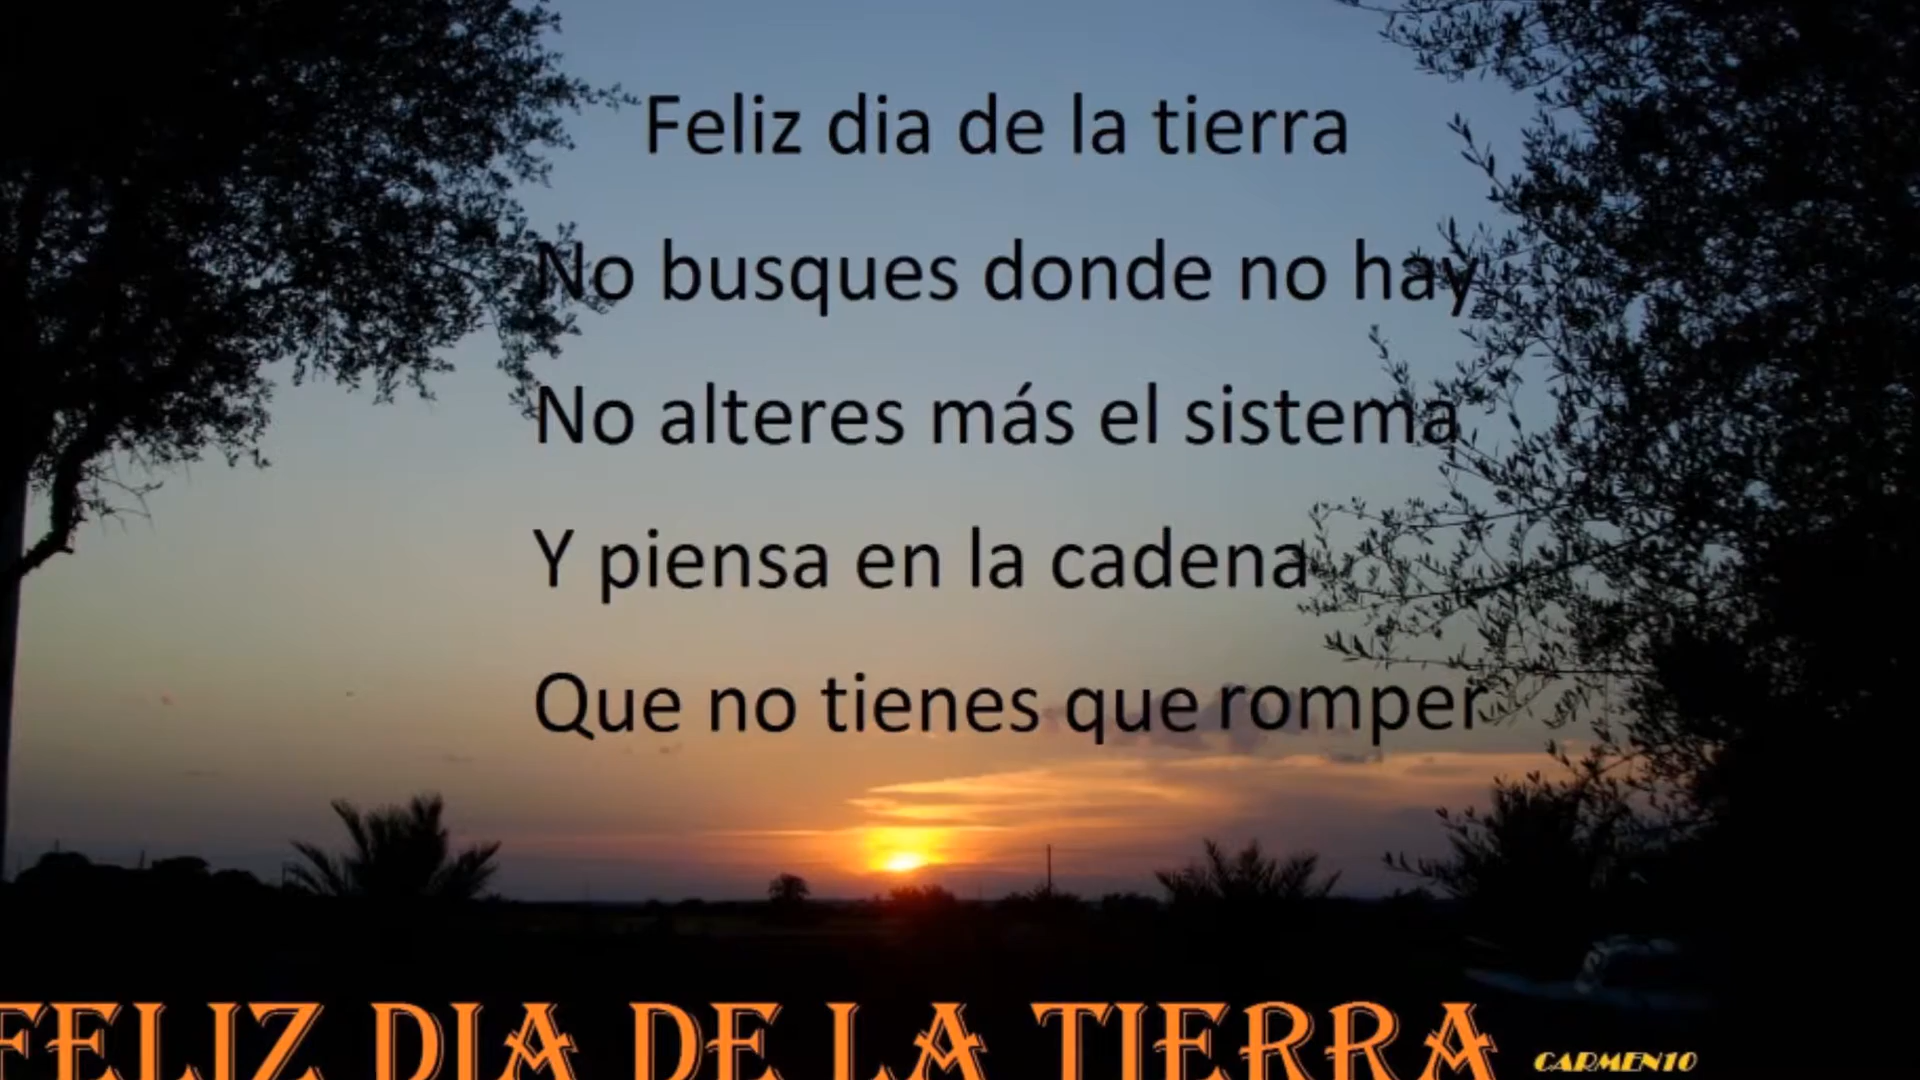 Feliz dia de la tierra
No busques donde no hay
No alteres más el sistema
Y piensa en la cadena
Que no tienes que romper
FELIZ DIA DE LA TIERRA
CARMEN10